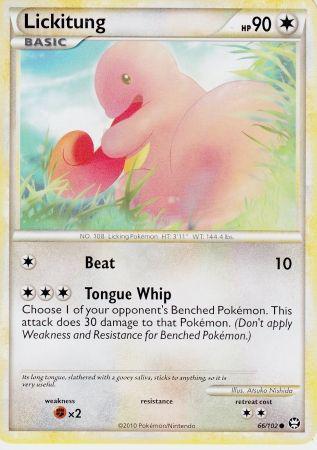 Lickitung
HP 90
BASIC
NO. 108 Licking Pokémon HT: 3'11" WT: 144.4 lbs.
Beat 10
Tongue Whip
Choose 1 of your opponent's Benched Pokémon. This
attack does 30 damage to that Pokémon. (Don't apply
Weakness and Resistance for Benched Pokémon.)
Its long tongue, slathered with a gooey saliva, sticks to anything, so it is
very useful.
Illus. Atsuko Nishida
weakness resistance retreat cost
×2
©2010 Pokémon/Nintendo 66/102